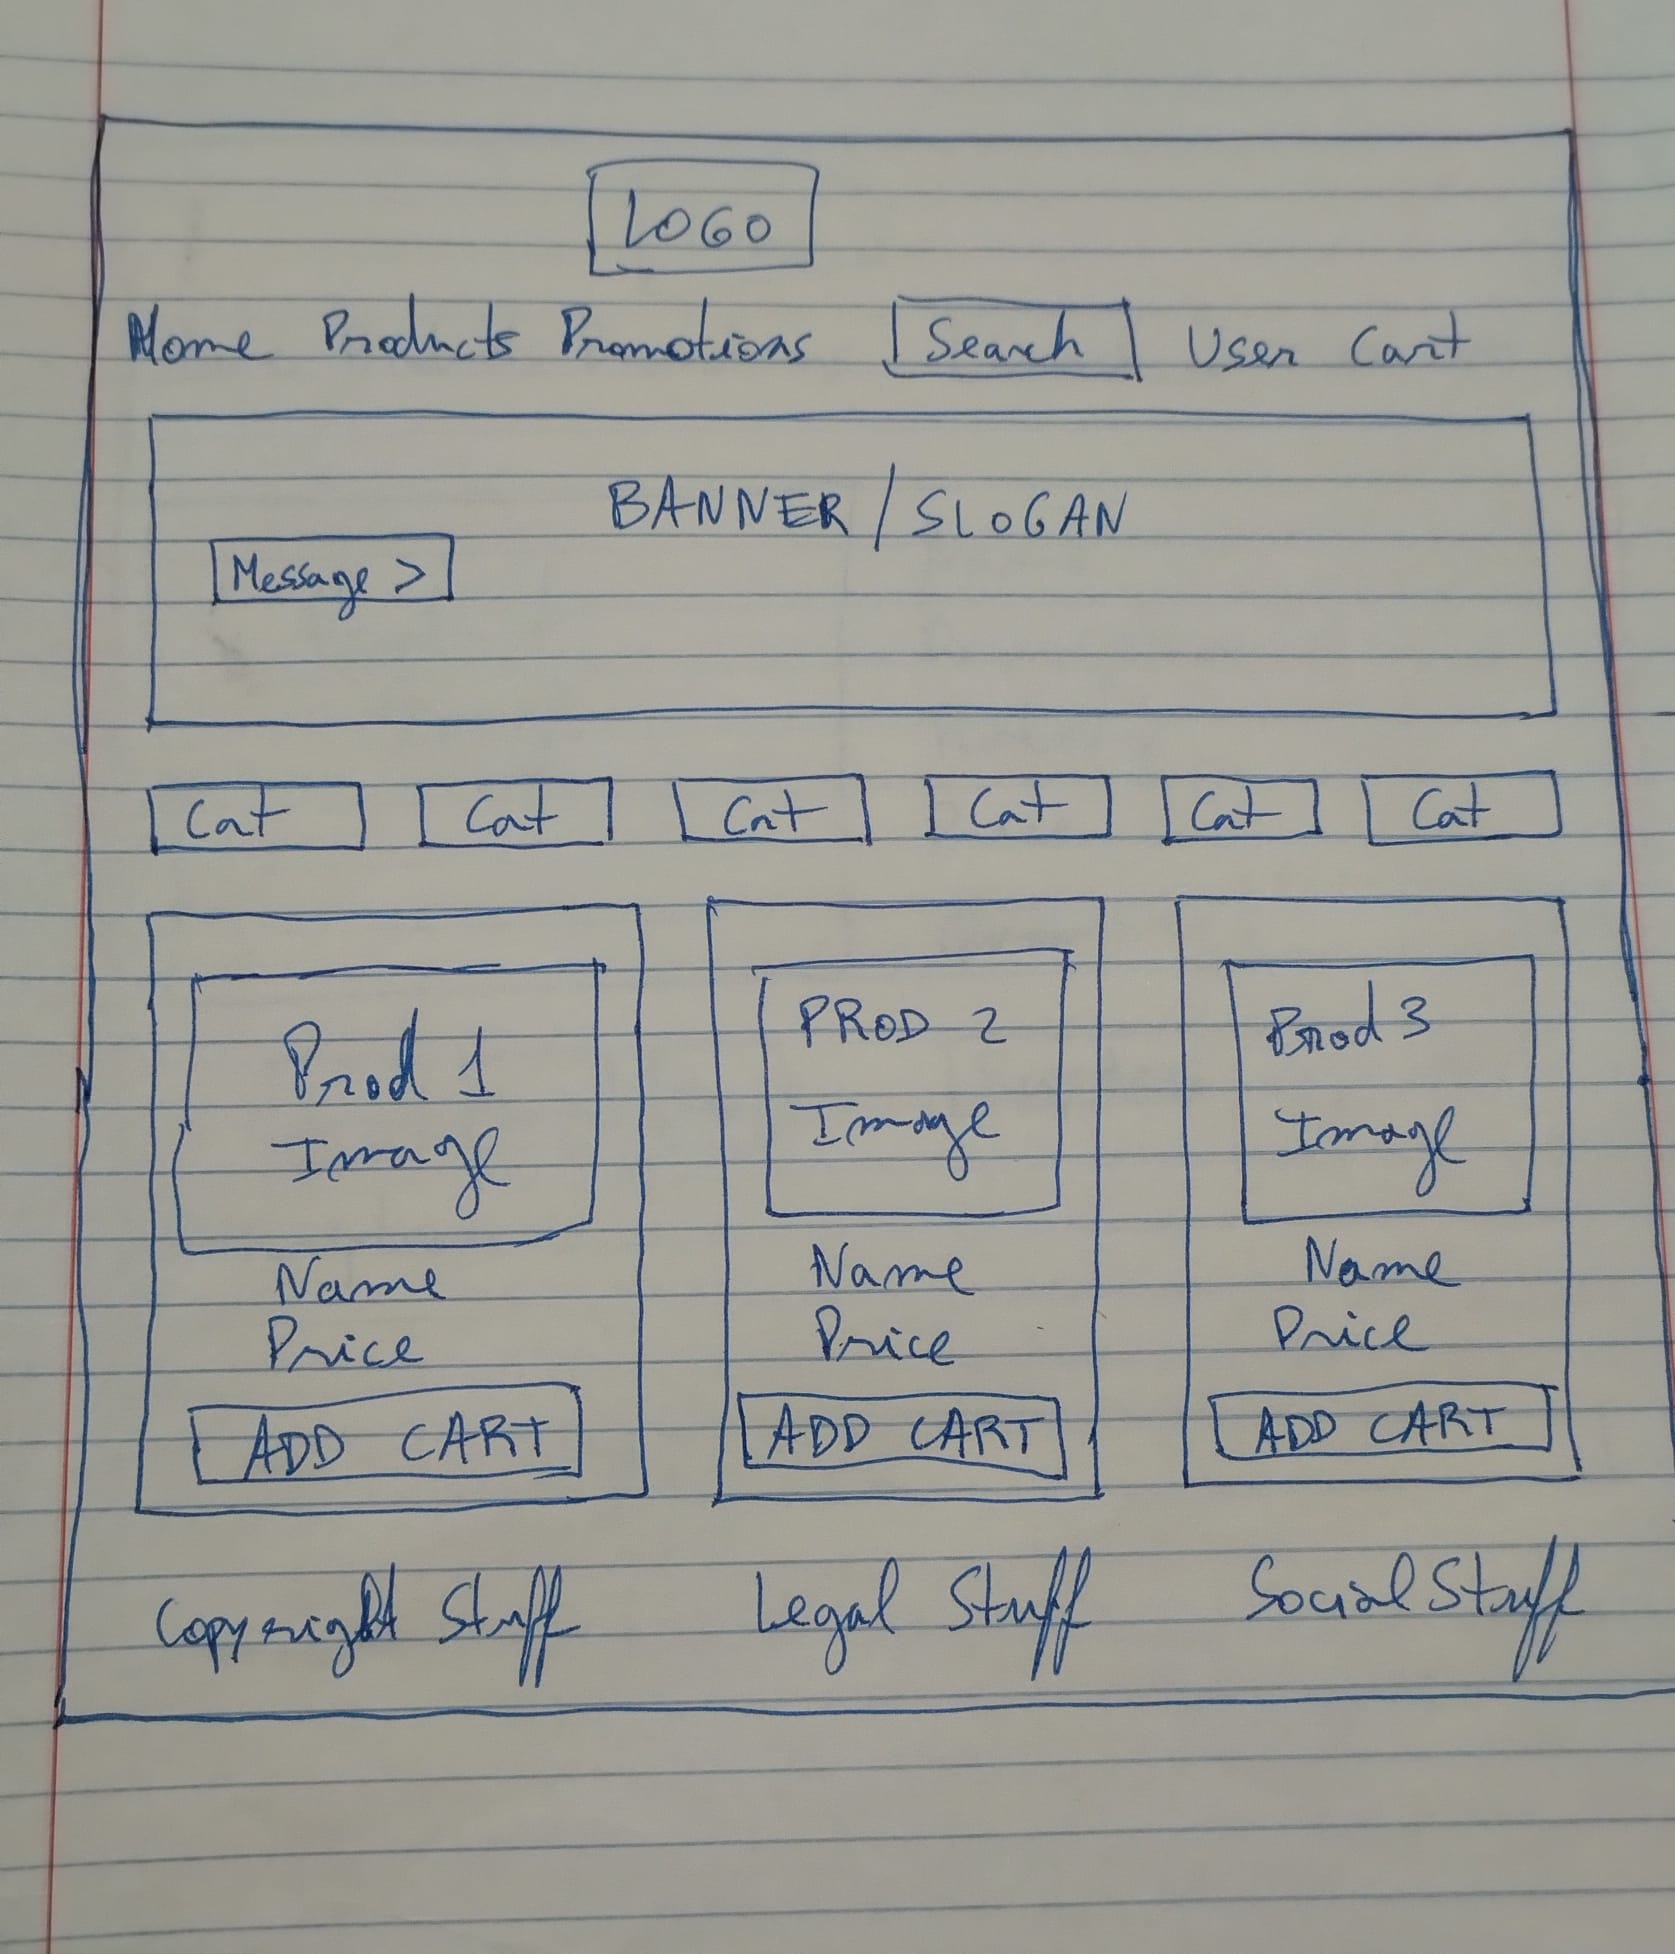 LOGO
Home Products Promotions Search User Cart
BANNER / SLOGAN
Message >
Cat Cat Cat Cat Cat Cat
Prod 1
Image
Name
Price
ADD CART
PROD 2
Image
Name
Price
ADD CART
Prod 3
Image
Name
Price
ADD CART
Copyright Stuff Legal Stuff Social Stuff